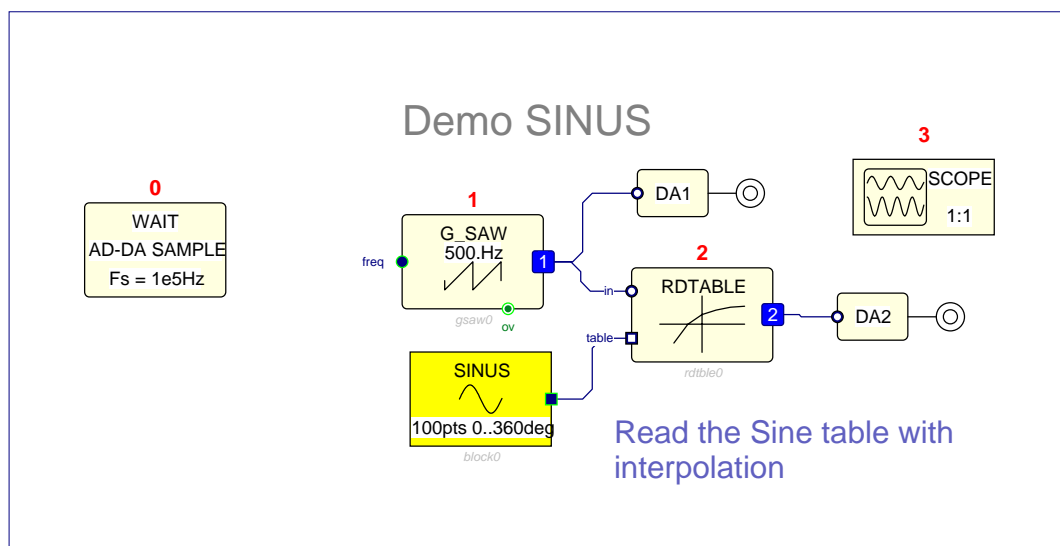 Demo SINUS
0
WAIT
AD-DA SAMPLE
Fs = 1e5Hz
1
G_SAW
500.Hz
freq
1
ov
gsaw0
DA1
3
SCOPE
1:1
2
RDTABLE
in
table
2
rdtble0
DA2
SINUS
100pts 0..360deg
block0
Read the Sine table with
interpolation